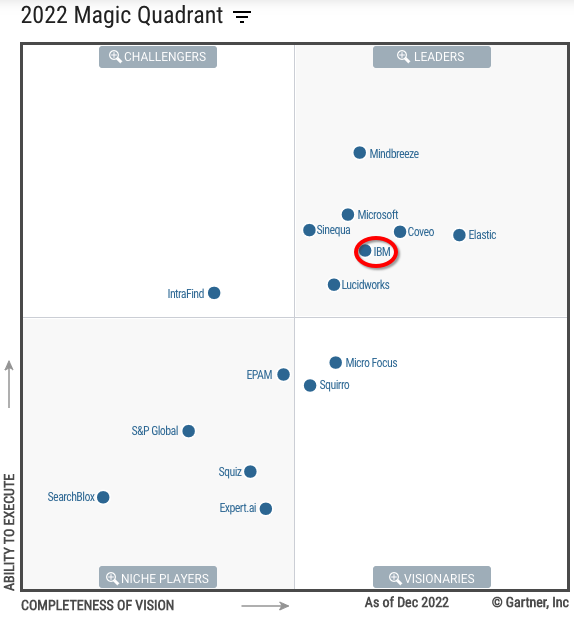 2022 Magic Quadrant
CHALLENGERS
LEADERS
Mindbreeze
Microsoft
Sinequa
Coveo
Elastic
IBM
Lucidworks
IntraFind
Micro Focus
EPAM
Squirro
S&P Global
Squiz
SearchBlox
Expert.ai
NICHE PLAYERS
VISIONARIES
ABILITY TO EXECUTE
COMPLETENESS OF VISION
As of Dec 2022
© Gartner, Inc